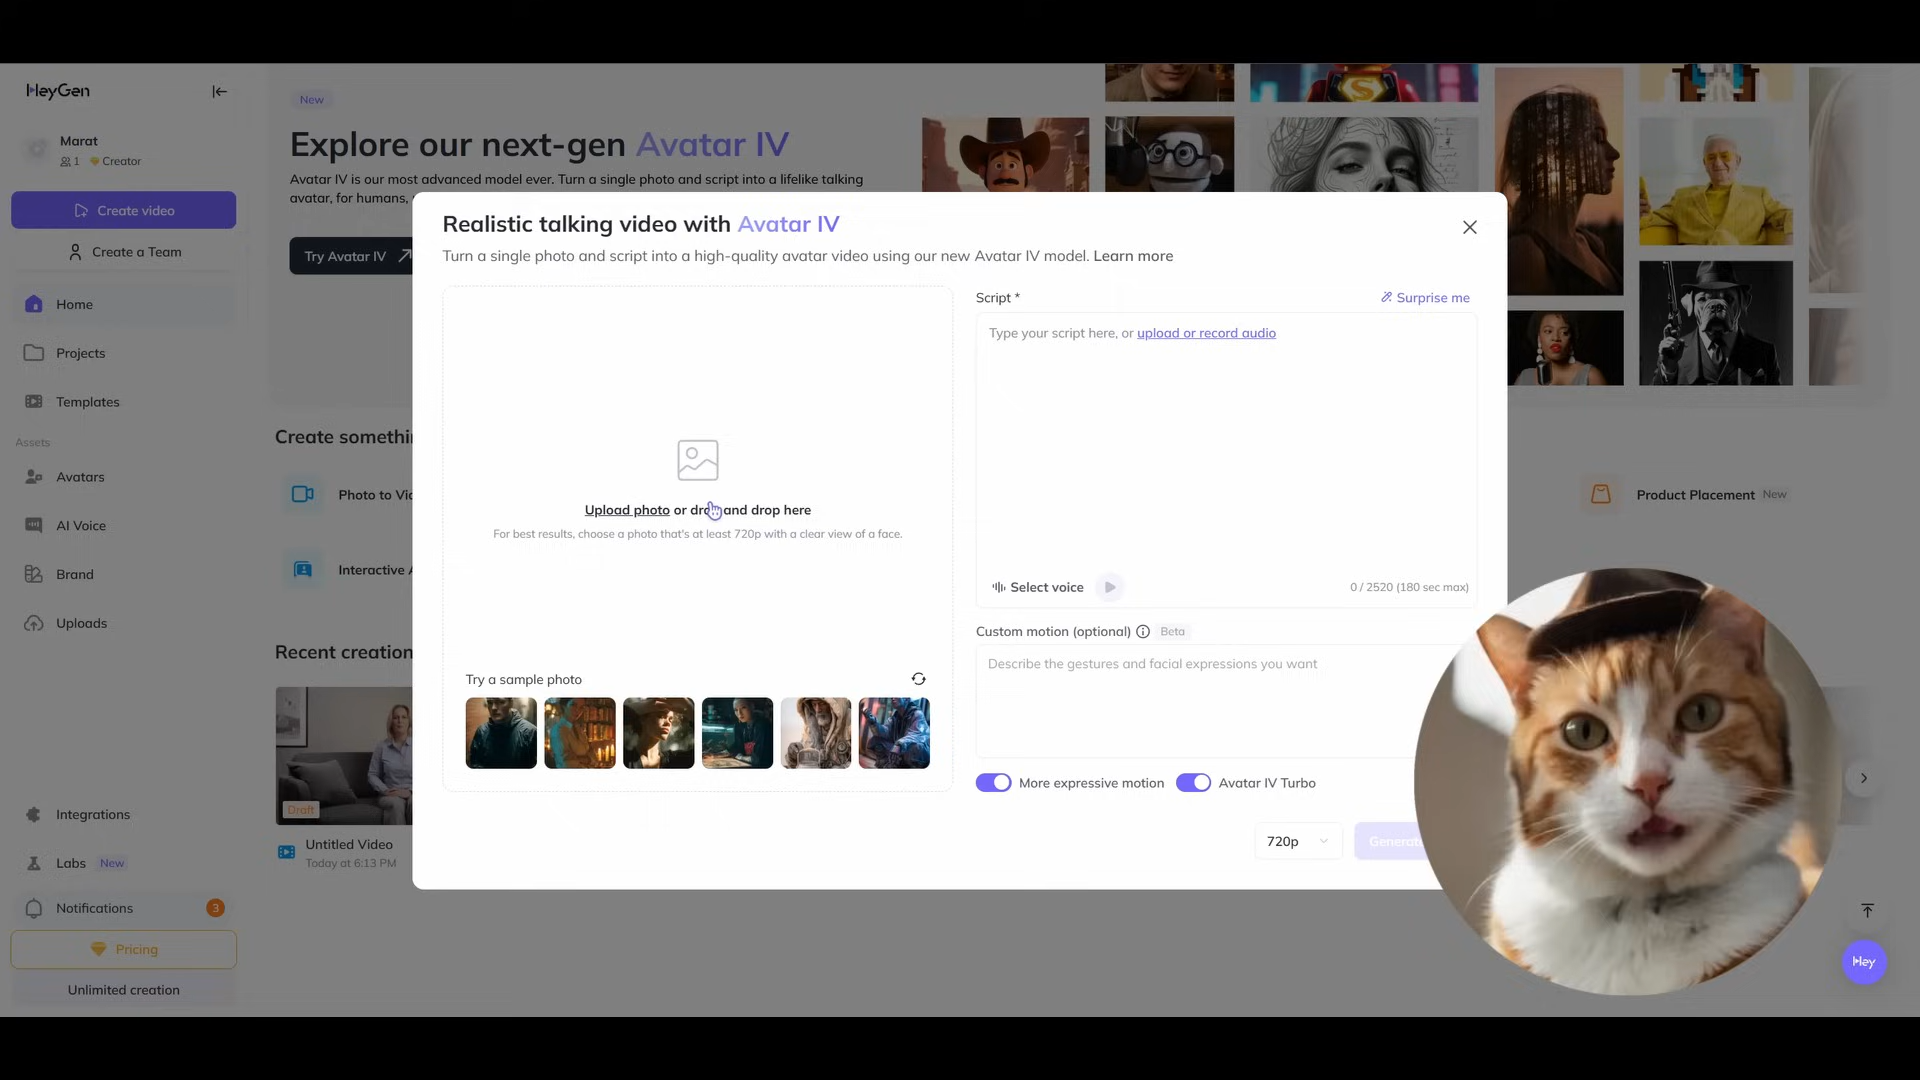 HeyGen
Marat
1 Creator
Create video
Create a Team
Home
Projects
Templates
Assets
Avatars
AI Voice
Brand
Uploads
Integrations
Labs New
Notifications 3
Pricing
Unlimited creation
New
Explore our next-gen Avatar IV
Avatar IV is our most advanced model ever. Turn a single photo and script into a lifelike talking
avatar, for humans,
Try Avatar IV
Create
Photo to
Interactive
Product Placement New
Recent
Draft
Untitled Video
Today at 6:13 PM
Realistic talking video with Avatar IV
Turn a single photo and script into a high-quality avatar video using our new Avatar IV model. Learn more
Upload photo or drag and drop here
For best results, choose a photo that's at least 720p with a clear view of a face.
Try a sample photo
Script *
Surprise me
Type your script here, or upload or record audio
Select voice
0 / 2520 (180 sec max)
Custom motion (optional) Beta
Describe the gestures and facial expressions you want
More expressive motion
Avatar IV Turbo
720p
Hey